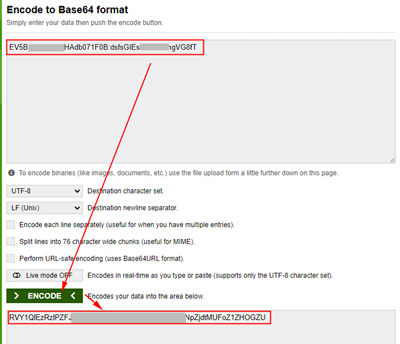 Encode to Base64 format
Simply enter your data then push the encode button.
EV5B HAdb071F0B:dsfsGIEs ngVG8fT
To encode binaries (like images, documents, etc.) use the file upload form a little further down on this page.
UTF-8 Destination character set.
LF (Unix) Destination newline separator.
Encode each line separately (useful for when you have multiple entries).
Split lines into 76 character wide chunks (useful for MIME).
Perform URL-safe encoding (uses Base64URL format).
Live mode OFF Encodes in real-time as you type or paste (supports only the UTF-8 character set).
ENCODE Encodes your data into the area below.
RVY1QIEzRzlPZFJ NpZjdtMUFoZ1ZHOGZU